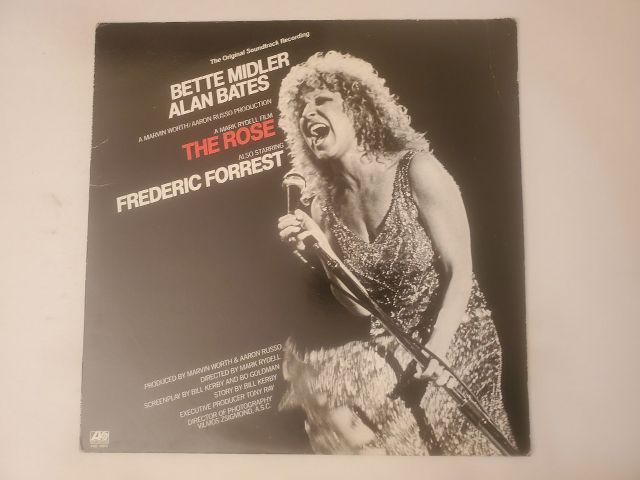 The Original Soundtrack Recording
BETTE MIDLER
ALAN BATES
A MARVIN WORTH/AARON RUSSO PRODUCTION
A MARK RYDELL FILM
THE ROSE
ALSO STARRING
FREDERIC FORREST
PRODUCED BY MARVIN WORTH & AARON RUSSO
DIRECTED BY MARK RYDELL
SCREENPLAY BY BILL KERBY AND BO GOLDMAN
STORY BY BILL KERBY
EXECUTIVE PRODUCER TONY RAY
DIRECTOR OF PHOTOGRAPHY
VILMOS ZSIGMOND, A.S.C.